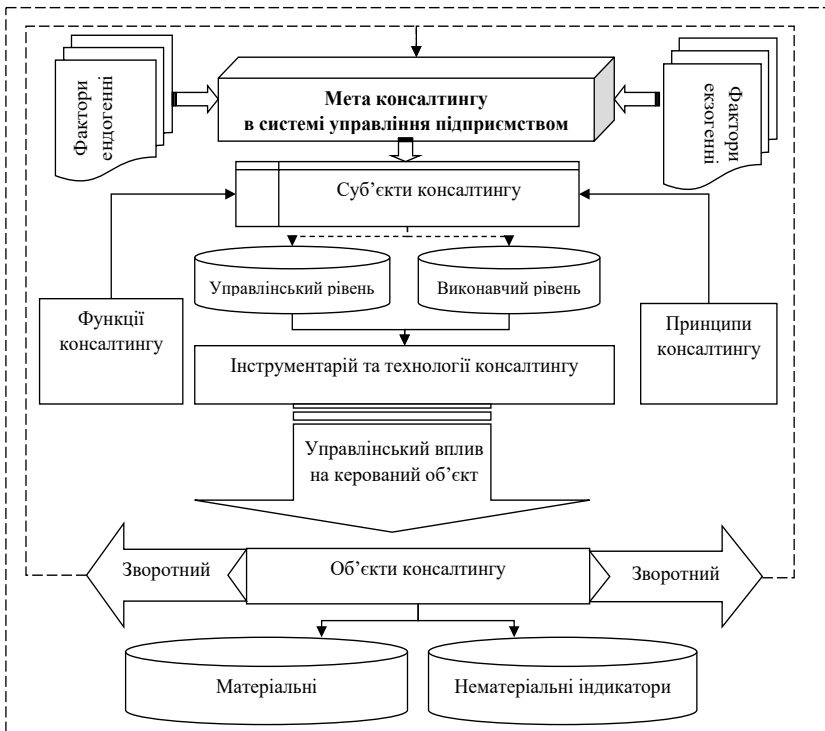 Фактори
ендогенні
Мета консалтингу
в системі управління підприємством
Фактори
екзогенні
Суб’єкти консалтингу
Управлінський рівень
Виконавчий рівень
Функції
консалтингу
Принципи
консалтингу
Інструментарій та технології консалтингу
Управлінський вплив
на керований об’єкт
Зворотний
Об’єкти консалтингу
Зворотний
Матеріальні
Нематеріальні індикатори